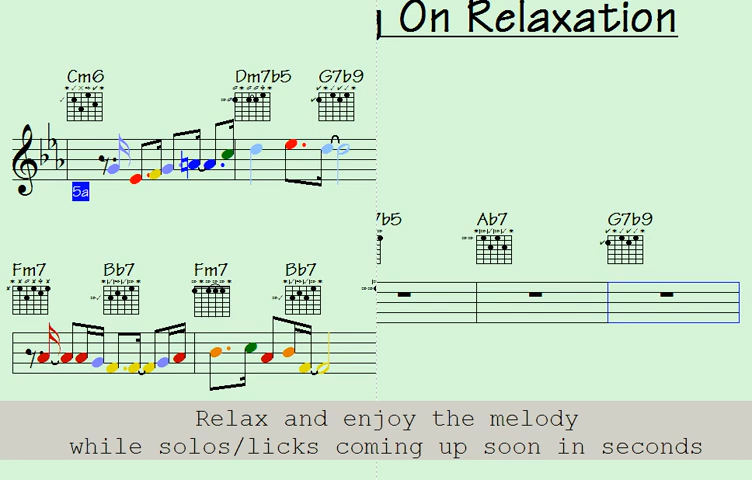 On Relaxation
Cm6 Dm7b5 G7b9
5a
7b5 Ab7 G7b9
Fm7 Bb7 Fm7 Bb7
Relax and enjoy the melody
while solos/licks coming up soon in seconds